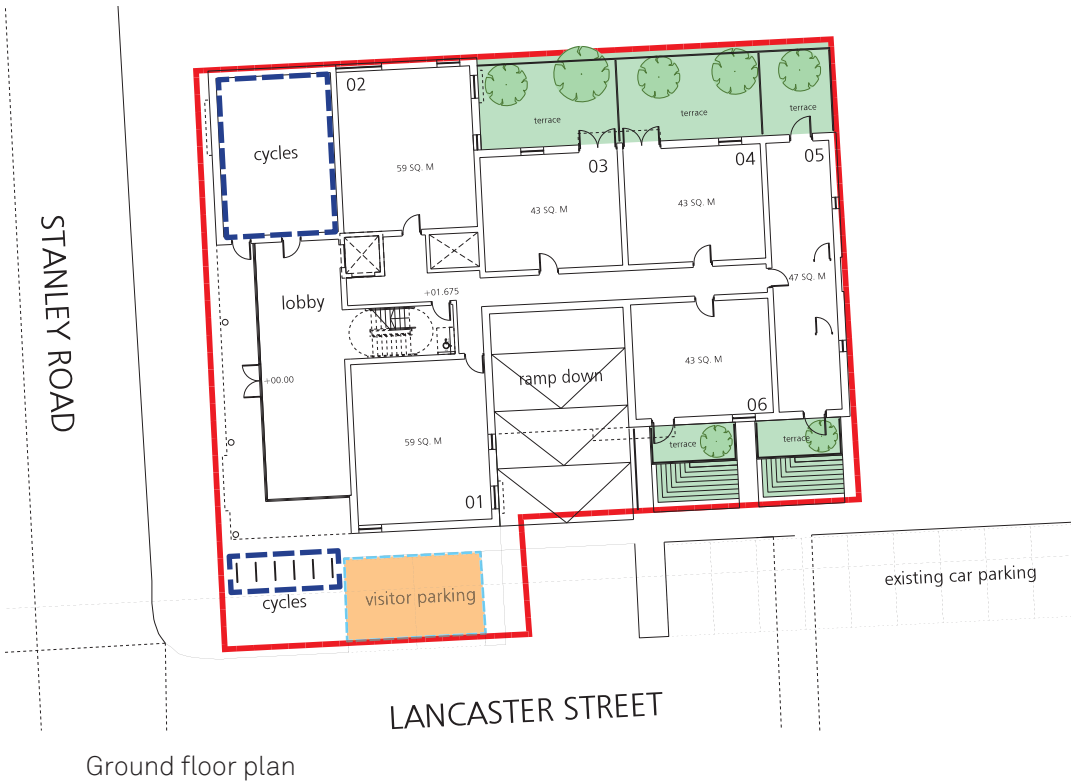 02
cycles
59 SQ. M
terrace
terrace
terrace
03
04
05
43 SQ. M
43 SQ. M
STANLEY ROAD
lobby
+01.675
47 SQ. M
+00.00
ramp down
43 SQ. M
06
59 SQ. M
01
terrace
terrace
cycles
visitor parking
existing car parking
LANCASTER STREET
Ground floor plan